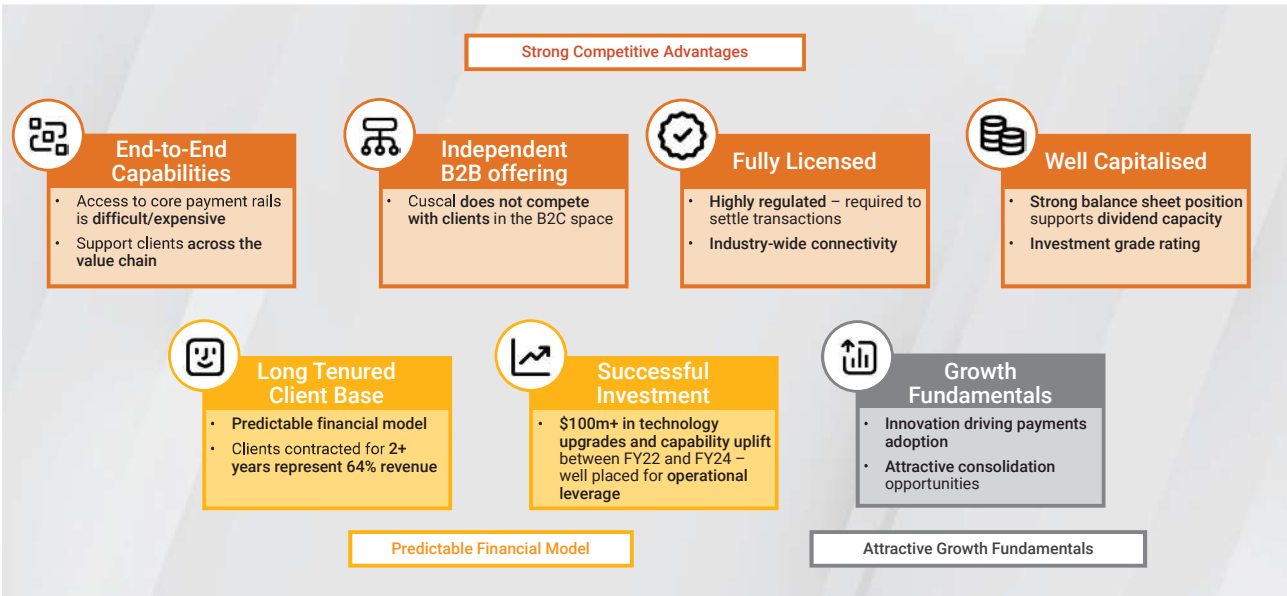 Strong Competitive Advantages
End-to-End
Capabilities
• Access to core payment rails
is difficult/expensive
• Support clients across the
value chain
Independent
B2B offering
• Cuscal does not compete
with clients in the B2C space
Fully Licensed
• Highly regulated – required to
settle transactions
• Industry-wide connectivity
Well Capitalised
• Strong balance sheet position
supports dividend capacity
• Investment grade rating
Long Tenured
Client Base
• Predictable financial model
• Clients contracted for 2+
years represent 64% revenue
Successful
Investment
• $100m+ in technology
upgrades and capability uplift
between FY22 and FY24 –
well placed for operational
leverage
Growth
Fundamentals
• Innovation driving payments
adoption
• Attractive consolidation
opportunities
Predictable Financial Model
Attractive Growth Fundamentals